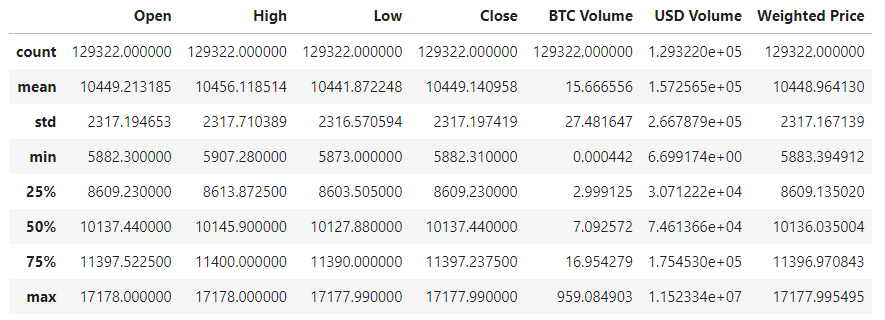 Open High Low Close BTC Volume USD Volume Weighted Price
count 129322.000000 129322.000000 129322.000000 129322.000000 129322.000000 1.293220e+05 129322.000000
mean 10449.213185 10456.118514 10441.872248 10449.140958 15.666556 1.572565e+05 10448.964130
std 2317.194653 2317.710389 2316.570594 2317.197419 27.481647 2.667879e+05 2317.167139
min 5882.300000 5907.280000 5873.000000 5882.310000 0.000442 6.699174e+00 5883.394912
25% 8609.230000 8613.872500 8603.505000 8609.230000 2.999125 3.071222e+04 8609.135020
50% 10137.440000 10145.900000 10127.880000 10137.440000 7.092572 7.461366e+04 10136.035004
75% 11397.522500 11400.000000 11390.000000 11397.237500 16.954279 1.754530e+05 11396.970843
max 17178.000000 17178.000000 17177.990000 17177.990000 959.084903 1.152334e+07 17177.995495